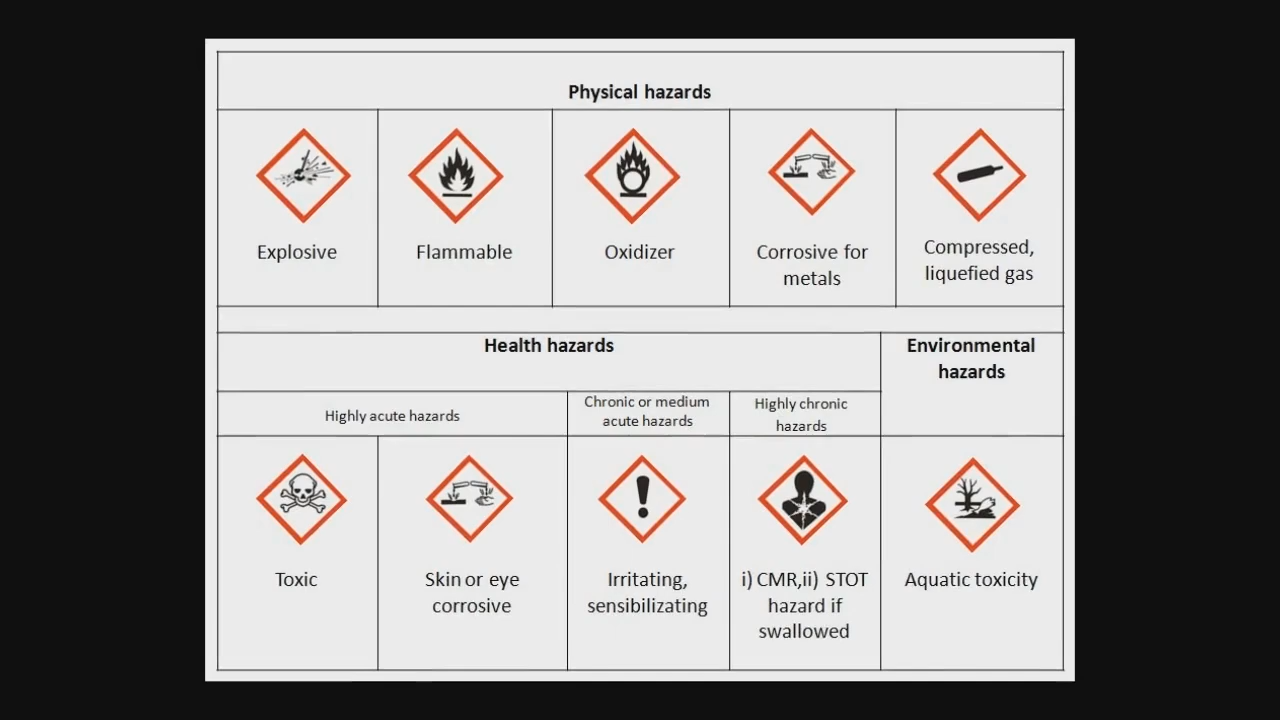 Physical hazards
Explosive
Flammable
Oxidizer
Corrosive for
metals
Compressed,
liquefied gas
Health hazards
Environmental
hazards
Highly acute hazards
Chronic or medium
acute hazards
Highly chronic
hazards
Toxic
Skin or eye
corrosive
Irritating,
sensibilizating
i) CMR,ii) STOT
hazard if
swallowed
Aquatic toxicity